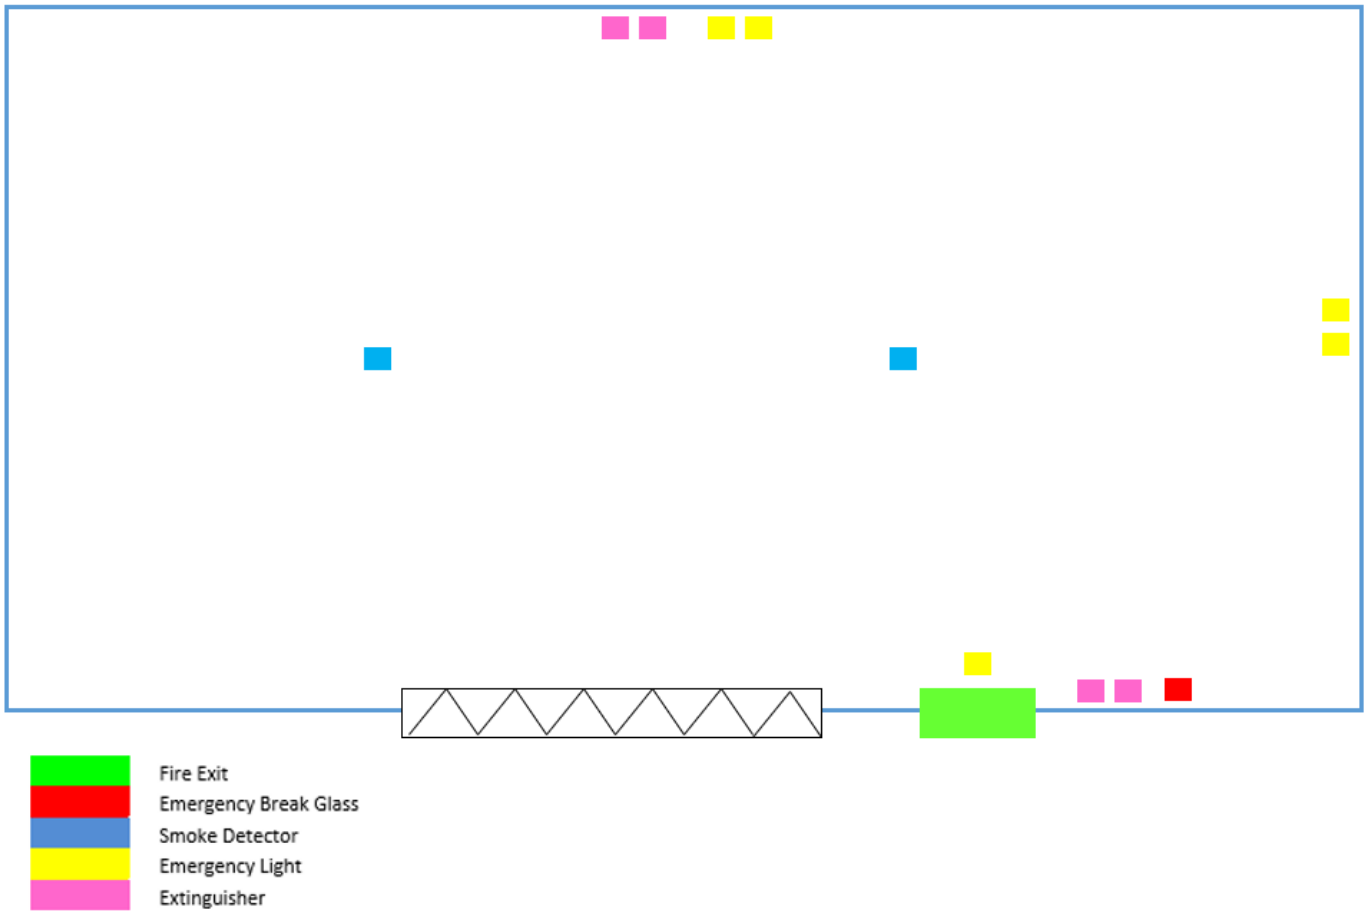 Fire Exit
Emergency Break Glass
Smoke Detector
Emergency Light
Extinguisher